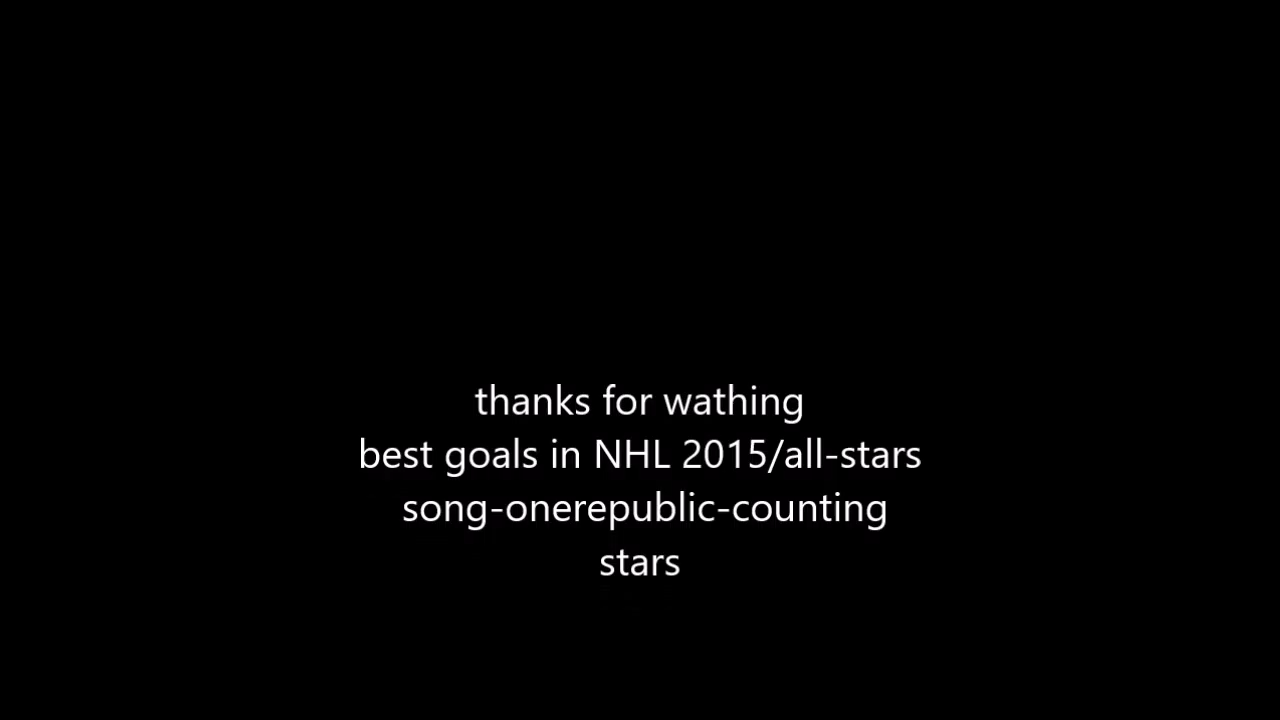 thanks for wathing
best goals in NHL 2015/all-stars
song-onerepublic-counting
stars